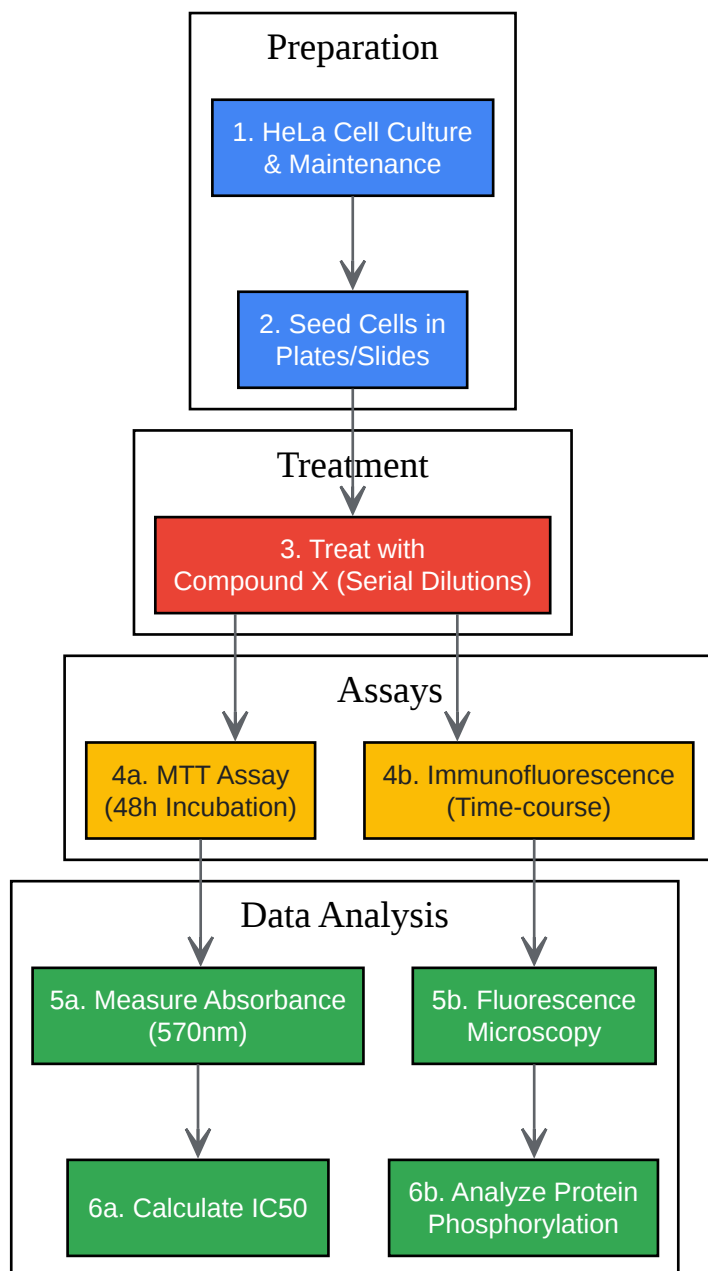 Preparation
1. HeLa Cell Culture
& Maintenance
2. Seed Cells in
Plates/Slides
Treatment
3. Treat with
Compound X (Serial Dilutions)
Assays
4a. MTT Assay
(48h Incubation)
4b. Immunofluorescence
(Time-course)
Data Analysis
5a. Measure Absorbance
(570nm)
5b. Fluorescence
Microscopy
6a. Calculate IC50
6b. Analyze Protein
Phosphorylation